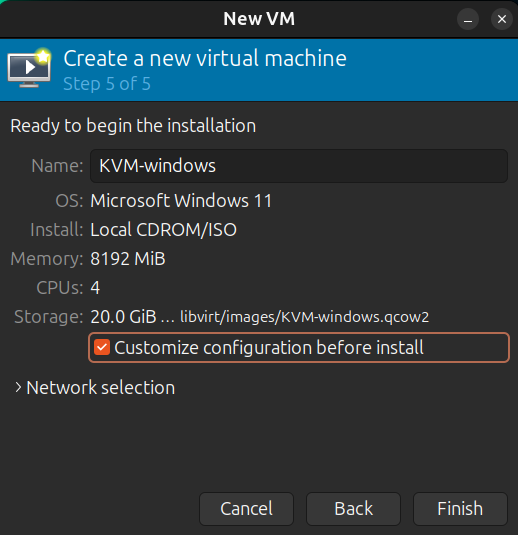 New VM
Create a new virtual machine
Step 5 of 5
Ready to begin the installation
Name: KVM-windows
OS: Microsoft Windows 11
Install: Local CDROM/ISO
Memory: 8192 MiB
CPUs: 4
Storage: 20.0 GiB ... libvirt/images/KVM-windows.qcow2
Customize configuration before install
Network selection
Cancel Back Finish